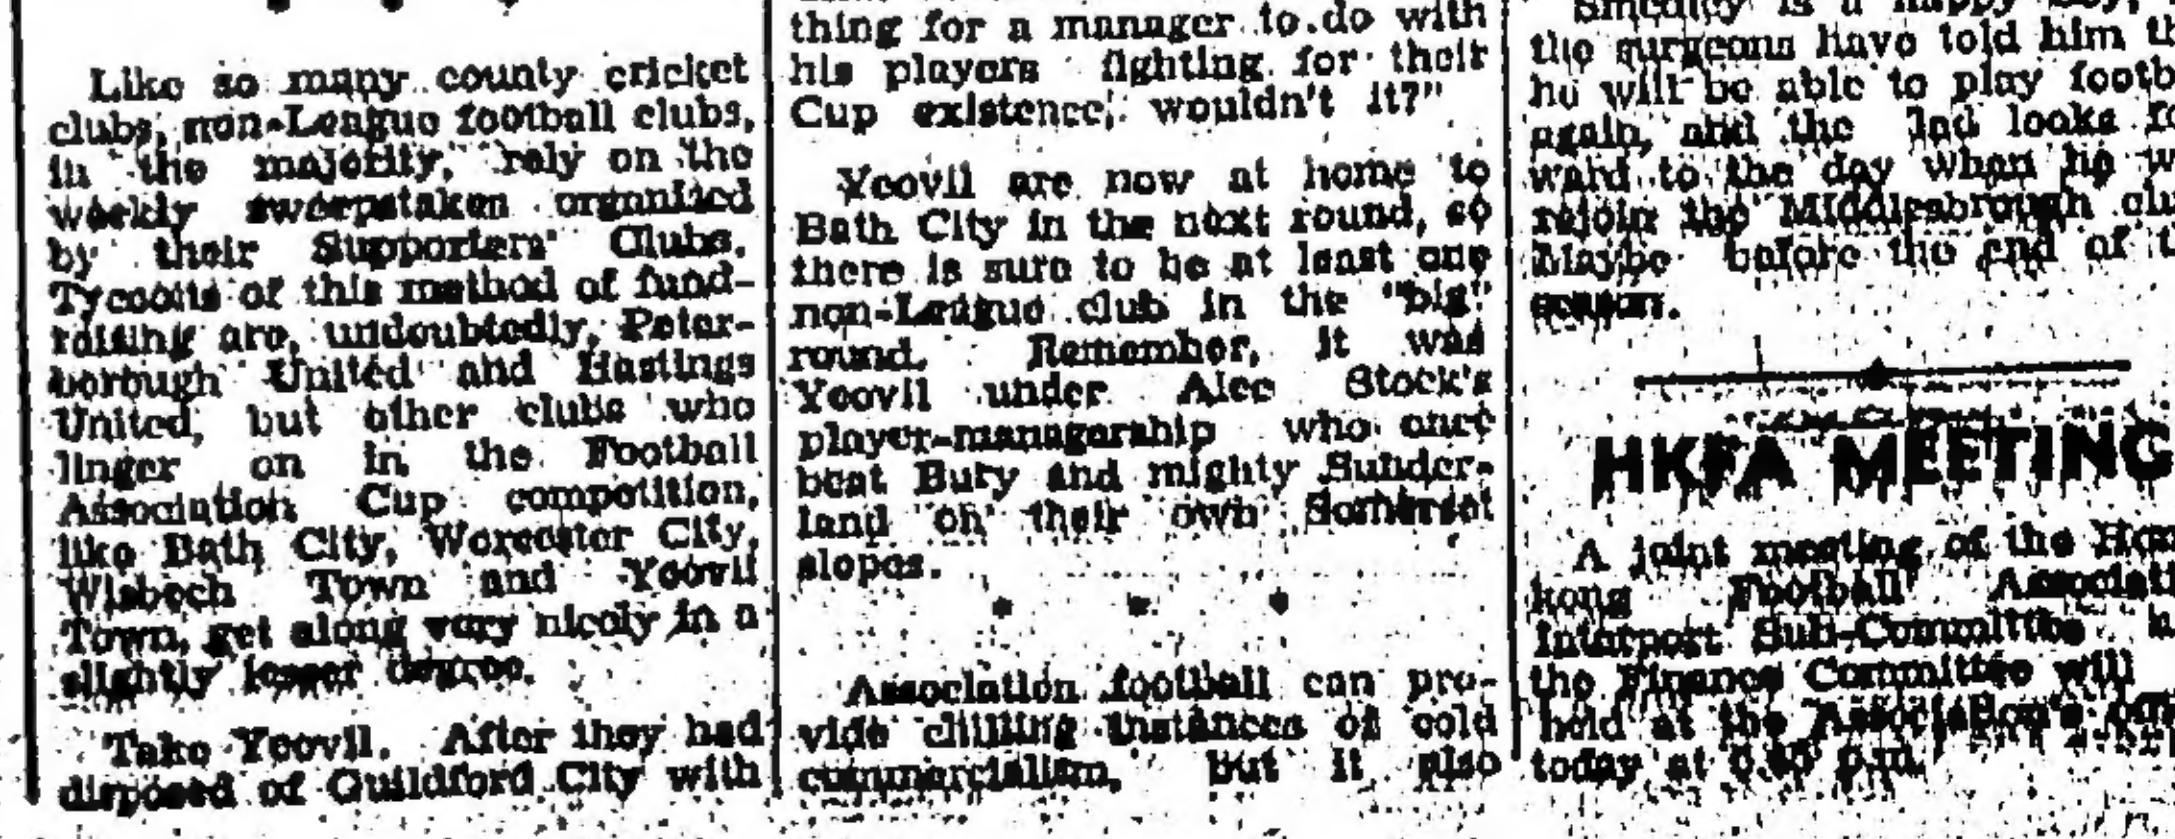 Like so many county cricket
clubs, non-League football clubs,
in the majority, rely on the
weekly sweepstakes organized
by their Supporters' Clubs.
Tycoons of this method of fund-
raising are, undoubtedly, Peter-
borough United and Hastings
United, but other clubs who
linger on in the Football
Association Cup competition,
like Bath City, Worcester City,
Wisbech Town and Yeovil
Town, get along very nicely in a
slightly lesser degree.
Take Yeovil. After they had
disposed of Guildford City with
thing for a manager to do with
his players fighting for their
Cup existence, wouldn't it?"
Yeovil are now at home to
Bath City in the next round, so
there is sure to be at least one
non-League club in the "big"
round. Remember, it was
Yeovil under Alec Stock's
player-managership who once
beat Bury and mighty Sunder-
land on their own Somerset
slopes.
Association football can pro-
vide chilling instances of cold
commercialism, but it also
Smedley is a happy boy,
the surgeons have told him th
he will be able to play footb
again, and the lad looks fo
ward to the day when he w
rejoin the Middlesbrough clu
Maybe before the end of t
season.
HKFA MEETING
A joint meeting of the Hon
kong Football Associati
Interport Sub-Committee
the Finance Committee will
held at the Association's
today at p.m.